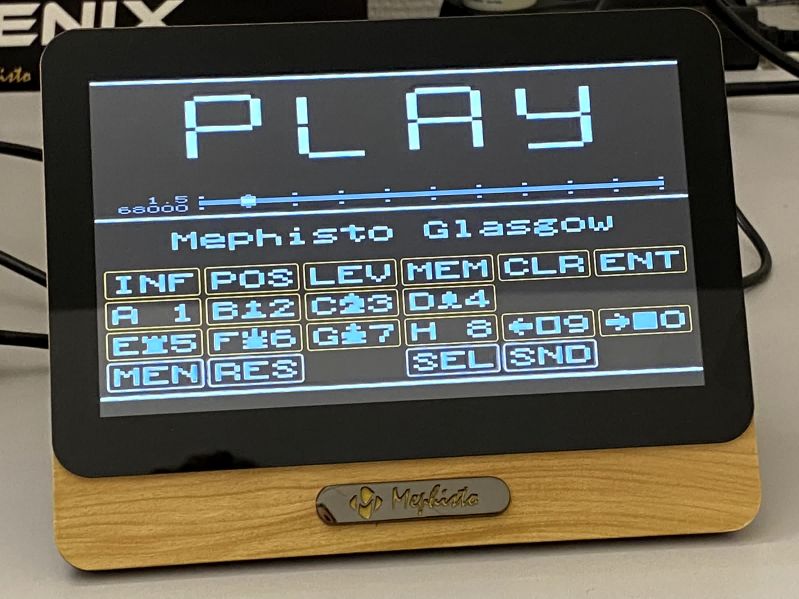 ENIX
isto
PLAY
1.5
68000
Mephisto Glasgow
INF POS LEV MEM CLR ENT
A 1 B♟2 C♞3 D♝4
E♜5 F♛6 G♚7 H 8 ←□9 →■0
MEN RES SEL SND
Mephisto